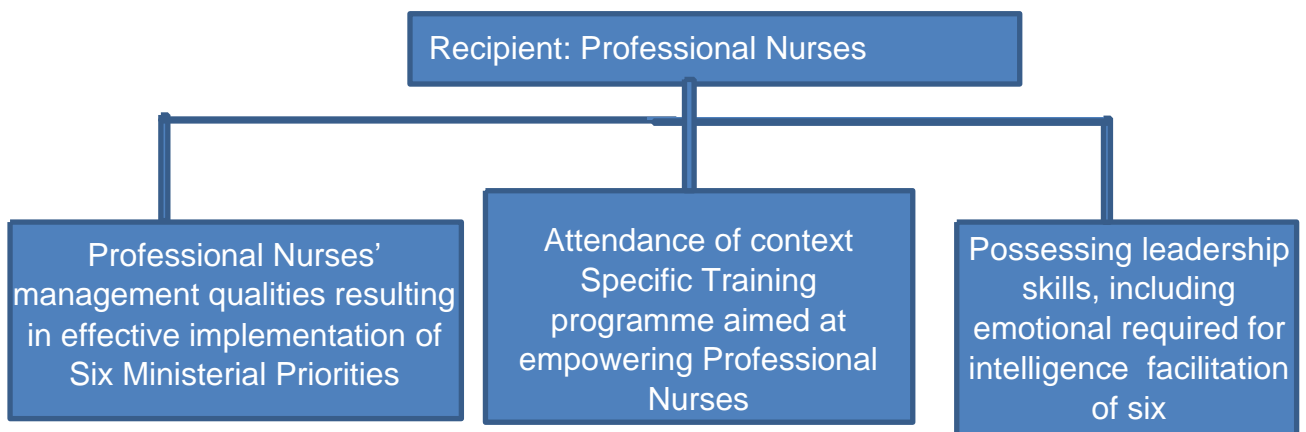 Recipient: Professional Nurses
Professional Nurses’
management qualities resulting
in effective implementation of
Six Ministerial Priorities
Attendance of context
Specific Training
programme aimed at
empowering Professional
Nurses
Possessing leadership
skills, including
emotional required for
intelligence facilitation
of six